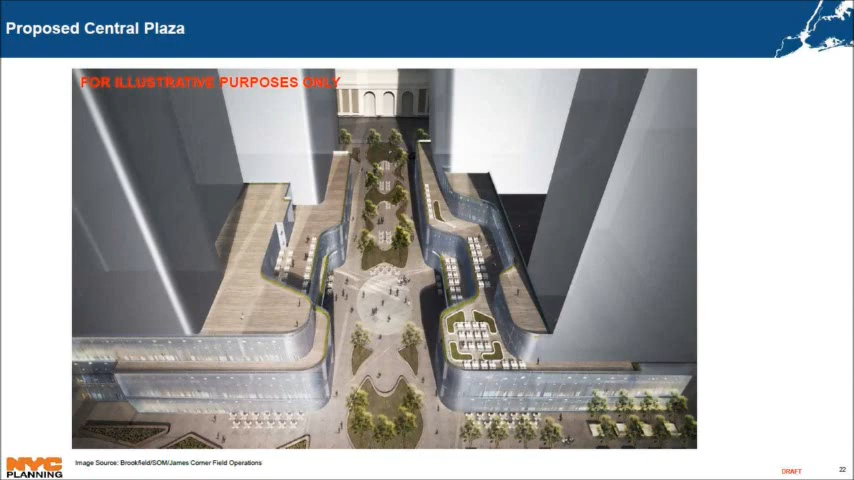 Proposed Central Plaza
FOR ILLUSTRATIVE PURPOSES ONLY
NYC
PLANNING
Image Source: Brookfield/SOM/James Corner Field Operations
DRAFT
22